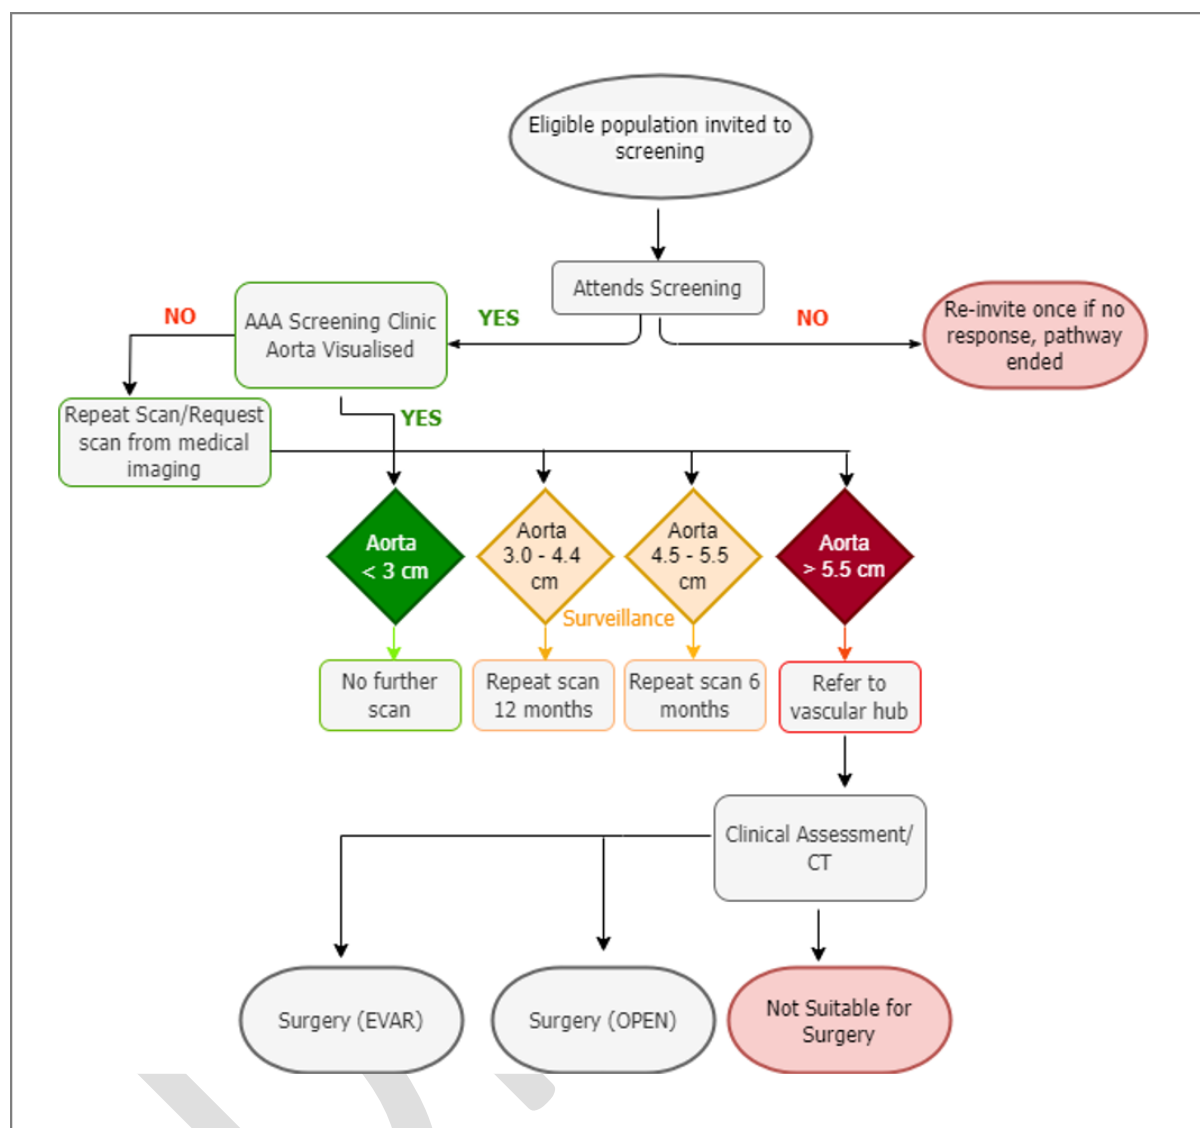 Eligible population invited to
screening
Attends Screening
YES
NO
Re-invite once if no
response, pathway
ended
AAA Screening Clinic
Aorta Visualised
NO
YES
Repeat Scan/Request
scan from medical
imaging
Aorta
< 3 cm
Aorta
3.0 - 4.4
cm
Aorta
4.5 - 5.5
cm
Aorta
> 5.5 cm
Surveillance
No further
scan
Repeat scan
12 months
Repeat scan 6
months
Refer to
vascular hub
Clinical Assessment/
CT
Surgery (EVAR)
Surgery (OPEN)
Not Suitable for
Surgery